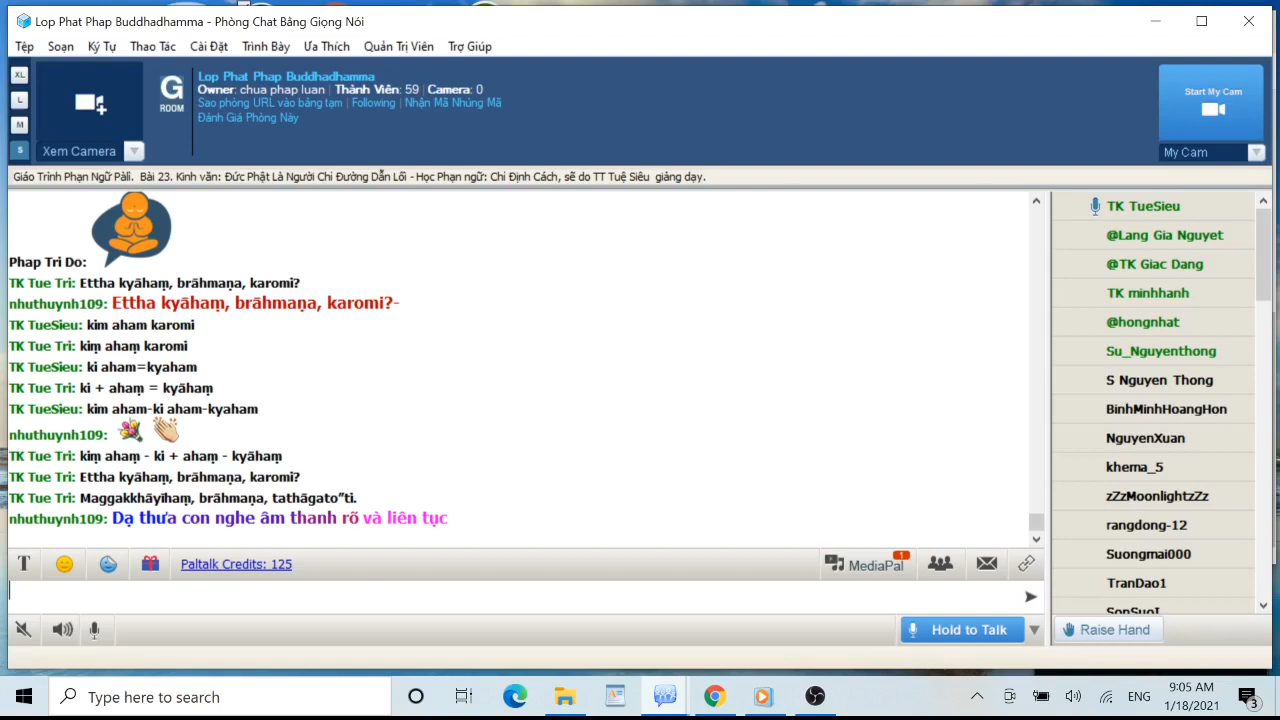 Lop Phat Phap Buddhadhamma - Phòng Chat Bằng Giọng Nói
Tệp Soạn Ký Tự Thao Tác Cài Đặt Trình Bày Ưa Thích Quản Trị Viên Trợ Giúp
XL
L
M
S
Xem Camera
G
ROOM
Lop Phat Phap Buddhadhamma
Owner: chua phap luan | Thành Viên: 59 | Camera: 0
Sao phòng URL vào bảng tạm | Following | Nhận Mã Nhúng Mã
Đánh Giá Phòng Này
Start My Cam
My Cam
Giáo Trình Phạn Ngữ Pāli. Bài 23. Kinh văn: Đức Phật Là Người Chỉ Đường Dẫn Lối - Học Phạn ngữ: Chỉ Định Cách, sẽ do TT Tuệ Siêu giảng dạy.
Phap Tri Do:
TK Tue Tri: Ettha kyāhaṃ, brāhmaṇa, karomi?
nhuthuynh109: Ettha kyāhaṃ, brāhmaṇa, karomi?-
TK TueSieu: kim aham karomi
TK Tue Tri: kiṃ ahaṃ karomi
TK TueSieu: ki aham=kyaham
TK Tue Tri: ki + ahaṃ = kyāhaṃ
TK TueSieu: kim aham-ki aham-kyaham
nhuthuynh109:
TK Tue Tri: kiṃ ahaṃ - ki + ahaṃ - kyāhaṃ
TK Tue Tri: Ettha kyāhaṃ, brāhmaṇa, karomi?
TK Tue Tri: Maggakkhāyīhaṃ, brāhmaṇa, tathāgato”ti.
nhuthuynh109: Dạ thưa con nghe âm thanh rõ và liên tục
TK TueSieu
@Lang Gia Nguyet
@TK Giac Dang
TK minhhanh
@hongnhat
Su_Nguyenthong
S Nguyen Thong
BinhMinhHoangHon
NguyenXuan
khema_5
zZzMoonlightzZz
rangdong-12
Suongmai000
TranDao1
SonSuoI
T Paltalk Credits: 125 MediaPal 1
Hold to Talk
Raise Hand
Type here to search
ENG
9:05 AM
1/18/2021
3